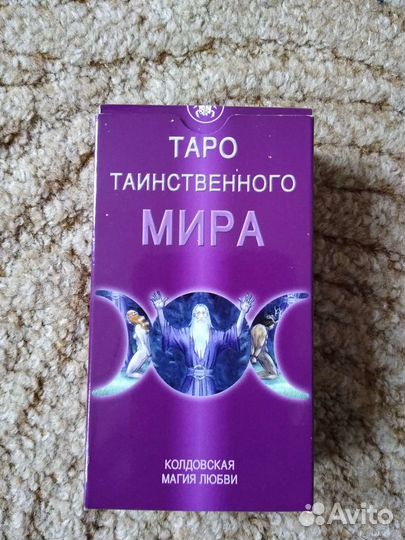 ТАРО
ТАИНСТВЕННОГО
МИРА
КОЛДОВСКАЯ
МАГИЯ ЛЮБВИ
Avito